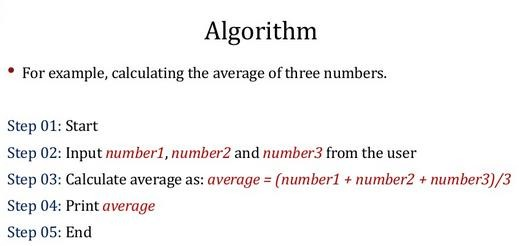 Algorithm
• For example, calculating the average of three numbers.
Step 01: Start
Step 02: Input number1, number2 and number3 from the user
Step 03: Calculate average as: average = (number1 + number2 + number3)/3
Step 04: Print average
Step 05: End